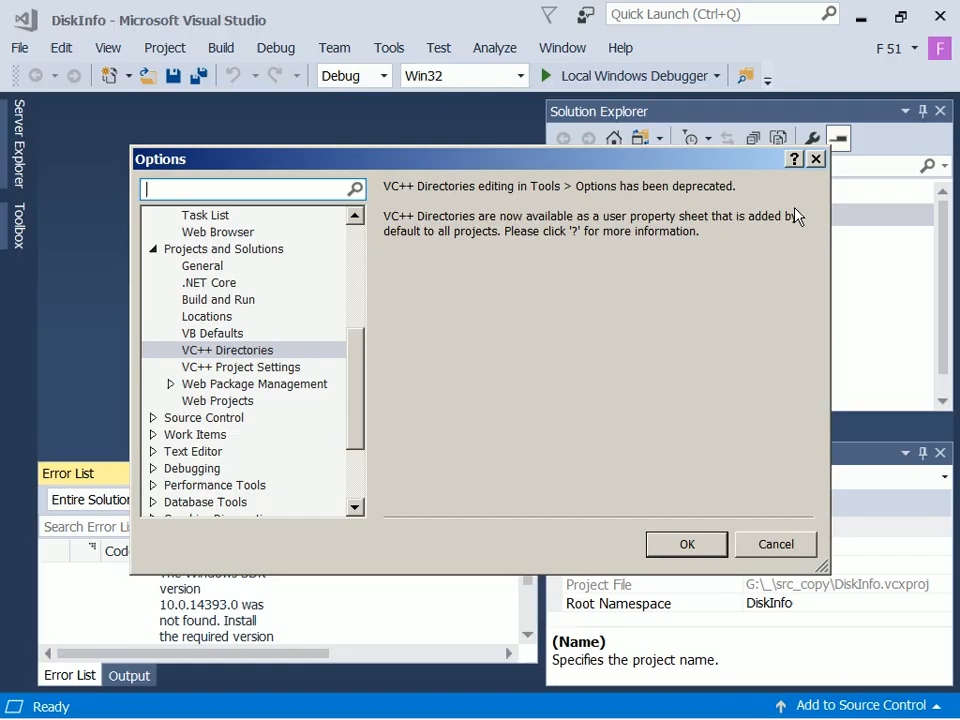 DiskInfo - Microsoft Visual Studio
Quick Launch (Ctrl+Q)
File Edit View Project Build Debug Team Tools Test Analyze Window Help
F 51
F
Debug
Win32
Local Windows Debugger
Server Explorer
Toolbox
Solution Explorer
Options
?
VC++ Directories editing in Tools > Options has been deprecated.
VC++ Directories are now available as a user property sheet that is added by
default to all projects. Please click '?' for more information.
Task List
Web Browser
Projects and Solutions
General
.NET Core
Build and Run
Locations
VB Defaults
VC++ Directories
VC++ Project Settings
Web Package Management
Web Projects
Source Control
Work Items
Text Editor
Debugging
Performance Tools
Database Tools
OK
Cancel
Error List
Entire Solution
Search Error Li
Code
version
10.0.14393.0 was
not found. Install
the required version
Error List
Output
Project File
G:\_\src_copy\DiskInfo.vcxproj
Root Namespace
DiskInfo
(Name)
Specifies the project name.
Ready
Add to Source Control